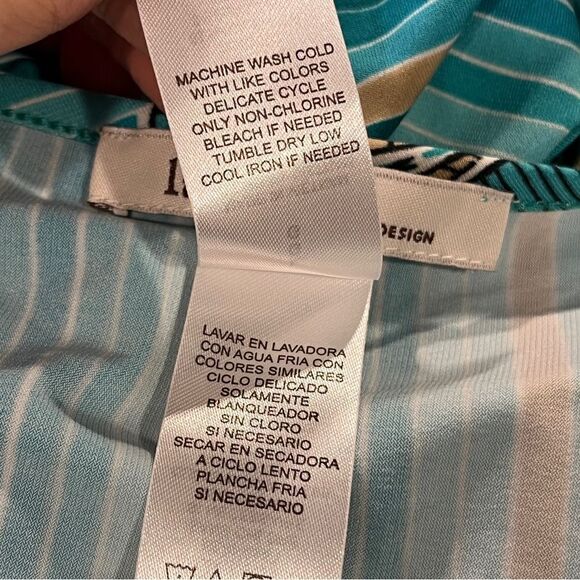 MACHINE WASH COLD
WITH LIKE COLORS
DELICATE CYCLE
ONLY NON-CHLORINE
BLEACH IF NEEDED
TUMBLE DRY LOW
COOL IRON IF NEEDED
DESIGN
LAVAR EN LAVADORA
CON AGUA FRIA CON
COLORES SIMILARES
CICLO DELICADO
SOLAMENTE
BLANQUEADOR
SIN CLORO
SI NECESARIO
SECAR EN SECADORA
A CICLO LENTO
PLANCHA FRIA
SI NECESARIO